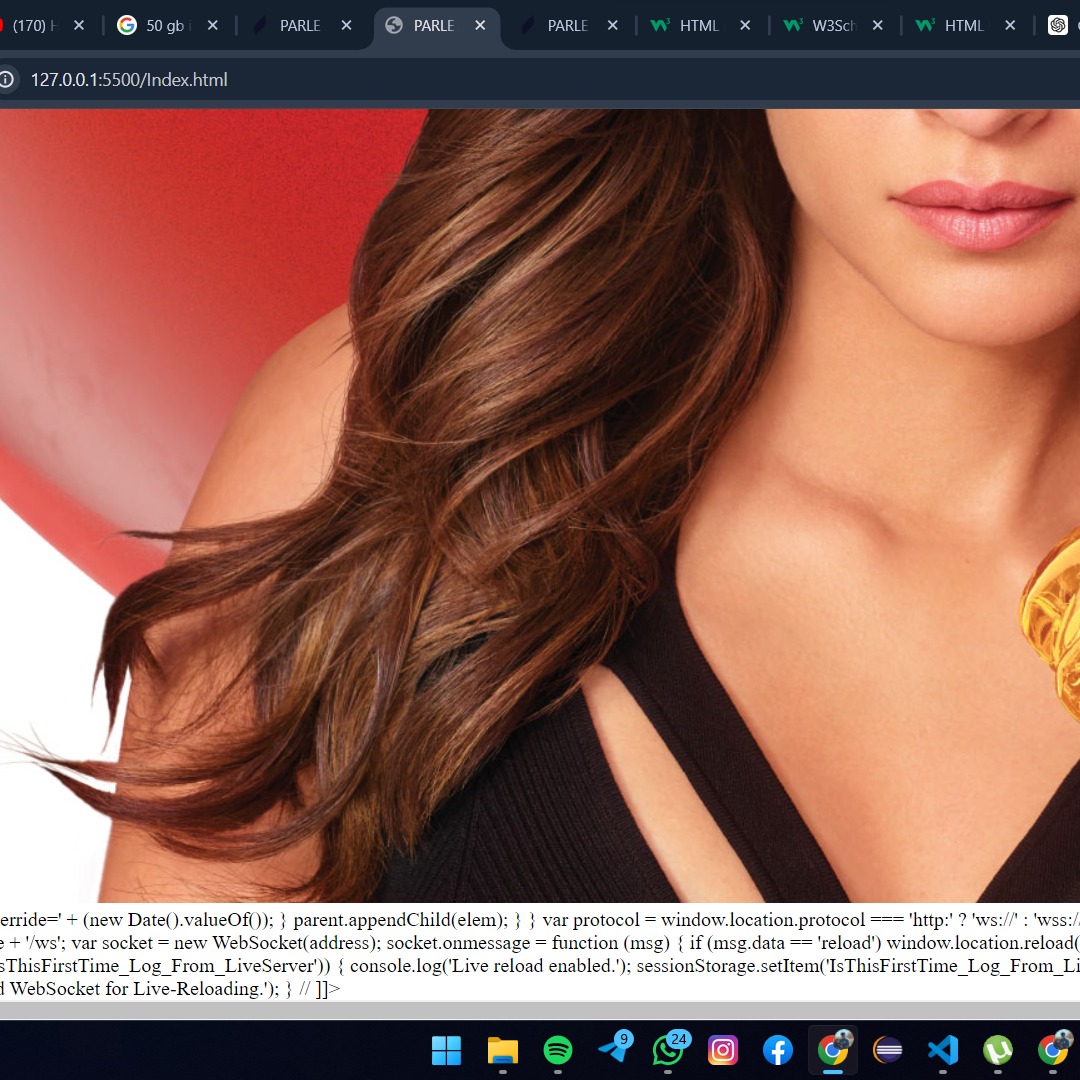 (170) H
50 gb i
PARLE
PARLE
PARLE
HTML
W3Sch
HTML
127.0.0.1:5500/Index.html
erride=' + (new Date().valueOf()); } parent.appendChild(elem); } } var protocol = window.location.protocol === 'http:' ? 'ws://' : 'wss://
e + '/ws'; var socket = new WebSocket(address); socket.onmessage = function (msg) { if (msg.data == 'reload') window.location.reload(
sThisFirstTime_Log_From_LiveServer')) { console.log('Live reload enabled.'); sessionStorage.setItem('IsThisFirstTime_Log_From_Li
d WebSocket for Live-Reloading.'); } // ]]>
9
24